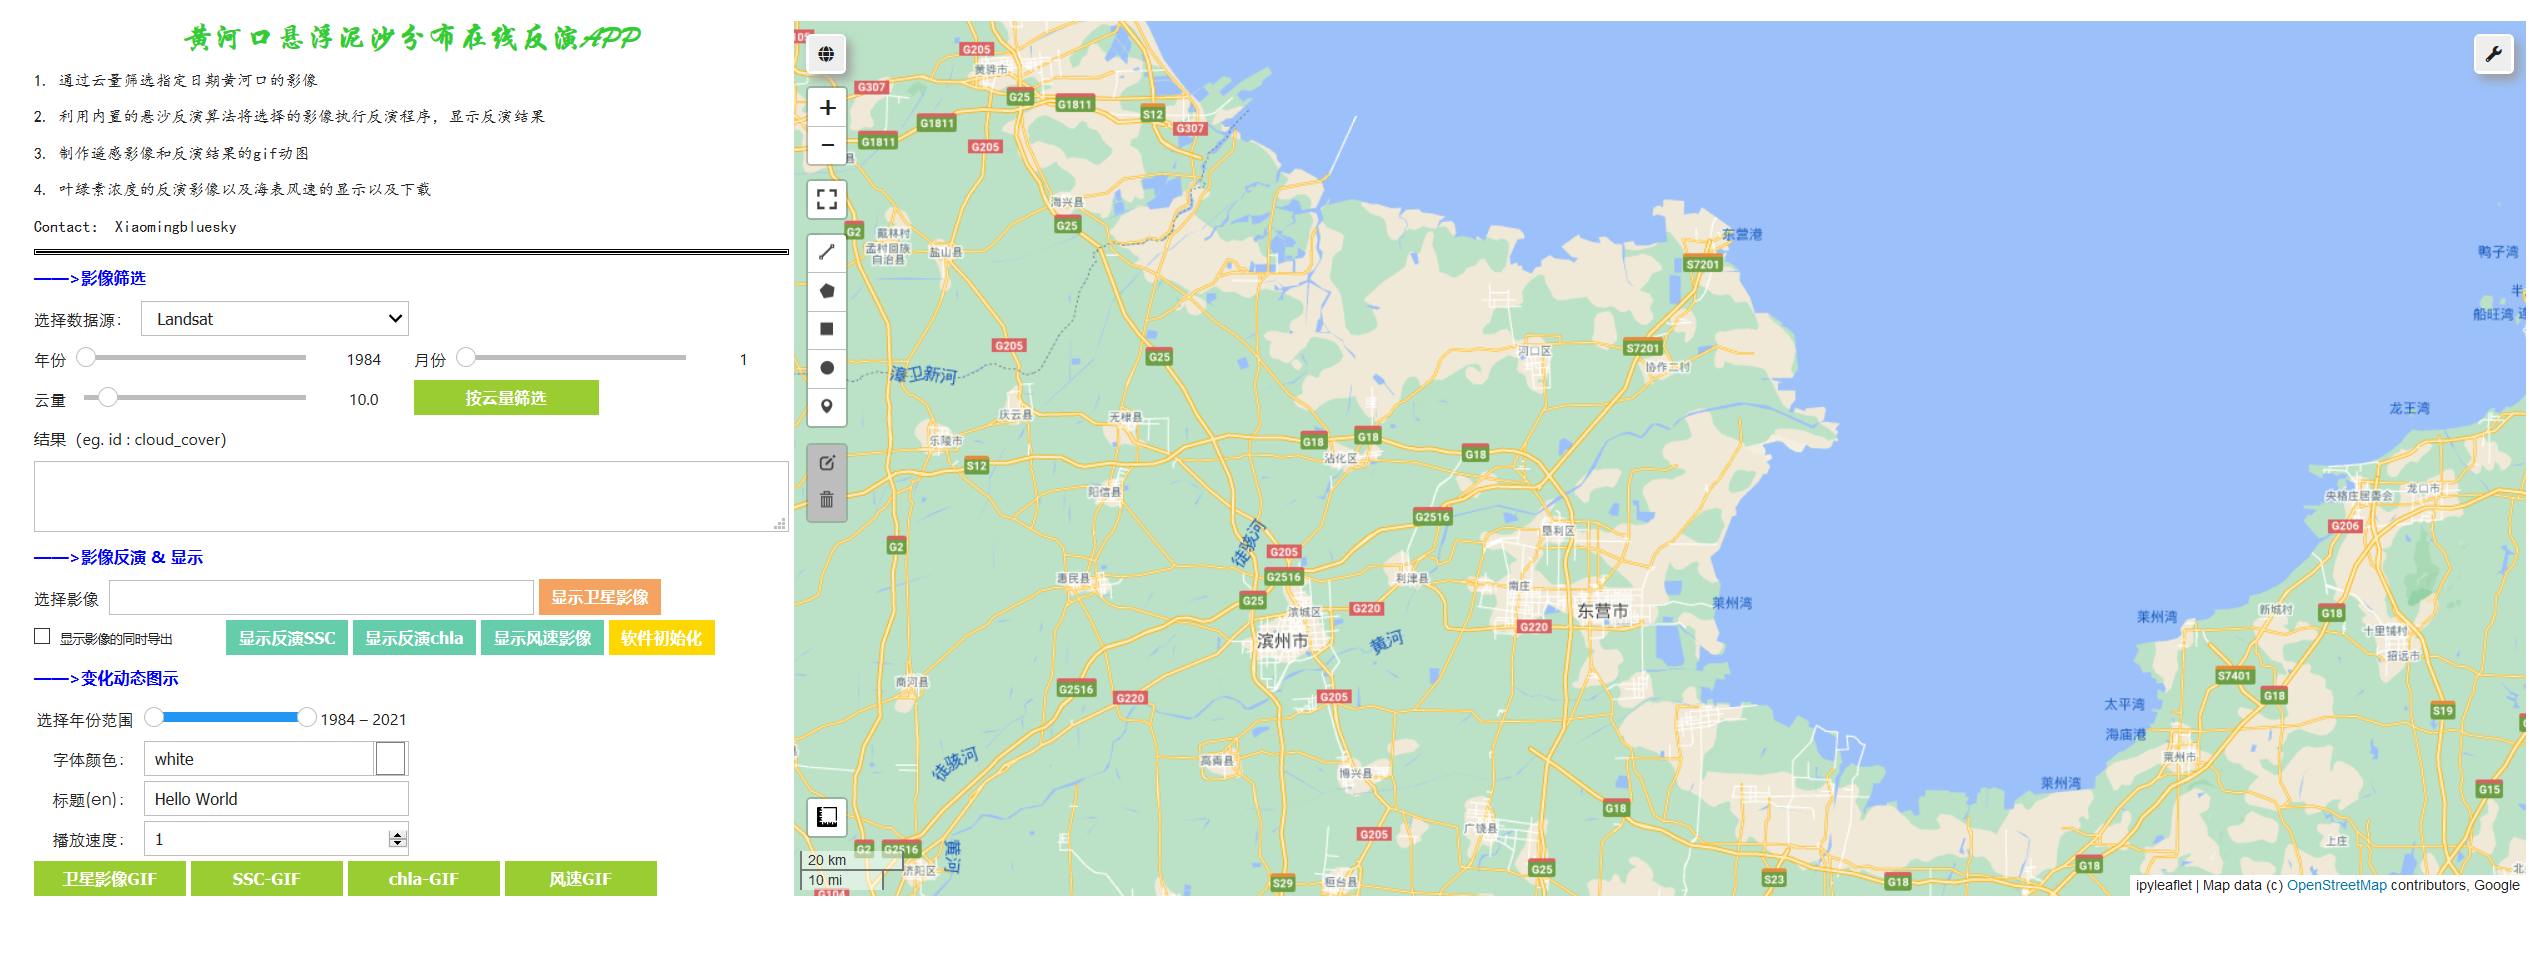 黄河口悬浮泥沙分布在线反演APP
1. 通过云量筛选指定日期黄河口的影像
2. 利用内置的悬沙反演算法将选择的影像执行反演程序，显示反演结果
3. 制作遥感影像和反演结果的gif动图
4. 叶绿素浓度的反演影像以及海表风速的显示以及下载
Contact: Xiaomingbluesky
——>影像筛选
选择数据源: Landsat
年份 1984 月份 1
云量 10.0 按云量筛选
结果（eg. id : cloud_cover）
——>影像反演 & 显示
选择影像 显示卫星影像
显示影像的同时导出 显示反演SSC 显示反演chla 显示风速影像 软件初始化
——>变化动态图示
选择年份范围 1984 – 2021
字体颜色: white
标题(en): Hello World
播放速度: 1
卫星影像GIF SSC-GIF chla-GIF 风速GIF
105
G205
黄骅市
G307
G25
G1811
S12
G1811
G307
G1811
G205
县
海兴县
G25
G2
戴林村
孟村回族
自治县
盐山县
东营港
S7201
鸭子湾
半
船旺湾
G205
G25
河口区
S7201
协作二村
漳卫新河
庆云县
无棣县
龙王湾
乐陵市
G18
G18
G18
沾化区
S12
阳信县
央格庄居委会
龙口市
G2516
G206
徒骇河
垦利区
G2
G205
G2516
惠民县
利津县
南庄
G25
滨城区
G220
东营市
莱州湾
G220
滨州市
黄河
莱州湾
新城村
G18
十里铺村
招远市
商河县
G2516
G220
G205
S7401
G18
太平湾
S19
海庙港
徒骇河
高青县
博兴县
莱州市
莱州湾
G15
G18
广饶县
G205
上庄
G2
G2516
黄河
济阳区
G25
G18
S29
桓台县
S23
G18
G104
北
20 km
10 mi
ipyleaflet | Map data (c) OpenStreetMap contributors, Google